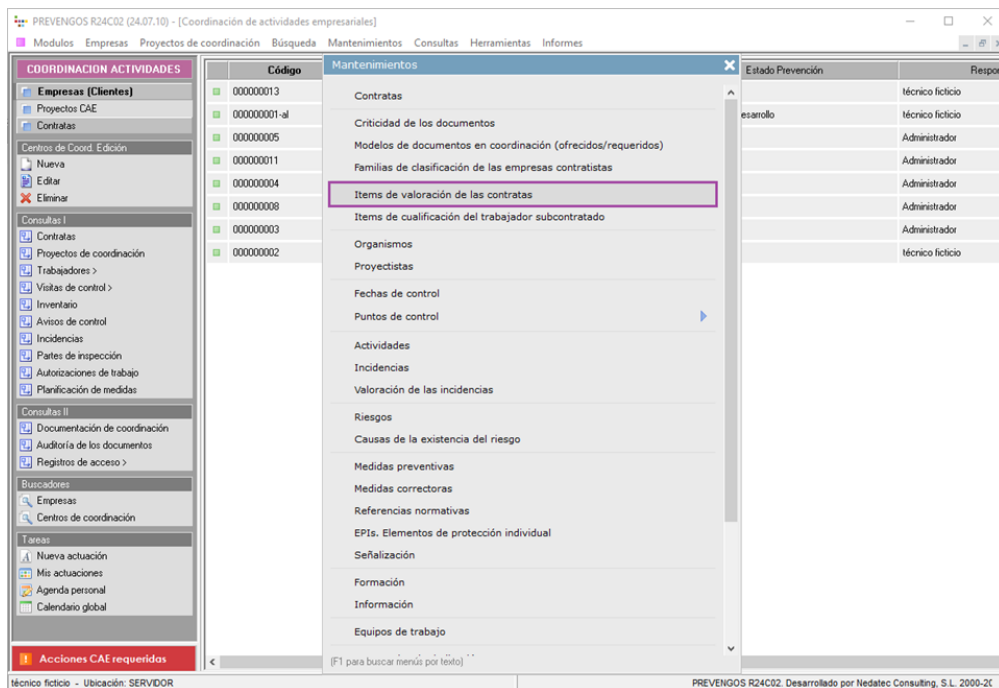 PREVENGOS R24C02 (24.07.10) - [Coordinación de actividades empresariales]
Modulos Empresas Proyectos de coordinación Búsqueda Mantenimientos Consultas Herramientas Informes
COORDINACION ACTIVIDADES
Empresas (Clientes)
Proyectos CAE
Contratas
Centros de Coord. Edición
Nueva
Editar
Eliminar
Consultas I
Contratas
Proyectos de coordinación
Trabajadores >
Visitas de control >
Inventario
Avisos de control
Incidencias
Partes de inspección
Autorizaciones de trabajo
Planificación de medidas
Consultas II
Documentación de coordinación
Auditoría de los documentos
Registros de acceso >
Buscadores
Empresas
Centros de coordinación
Tareas
Nueva actuación
Mis actuaciones
Agenda personal
Calendario global
Acciones CAE requeridas
Código
000000013
000000001-al
000000005
000000011
000000004
000000008
000000003
000000002
Mantenimientos
Contratas
Criticidad de los documentos
Modelos de documentos en coordinación (ofrecidos/requeridos)
Familias de clasificación de las empresas contratistas
Items de valoración de las contratas
Items de cualificación del trabajador subcontratado
Organismos
Proyectistas
Fechas de control
Puntos de control
Actividades
Incidencias
Valoración de las incidencias
Riesgos
Causas de la existencia del riesgo
Medidas preventivas
Medidas correctoras
Referencias normativas
EPIs. Elementos de protección individual
Señalización
Formación
Información
Equipos de trabajo
(F1 para buscar menús por texto)
Estado Prevención Respor
técnico ficticio
esarrollo técnico ficticio
Administrador
Administrador
Administrador
Administrador
Administrador
técnico ficticio
técnico ficticio - Ubicación: SERVIDOR
PREVENGOS R24C02. Desarrollado por Nedatec Consulting, S.L. 2000-20